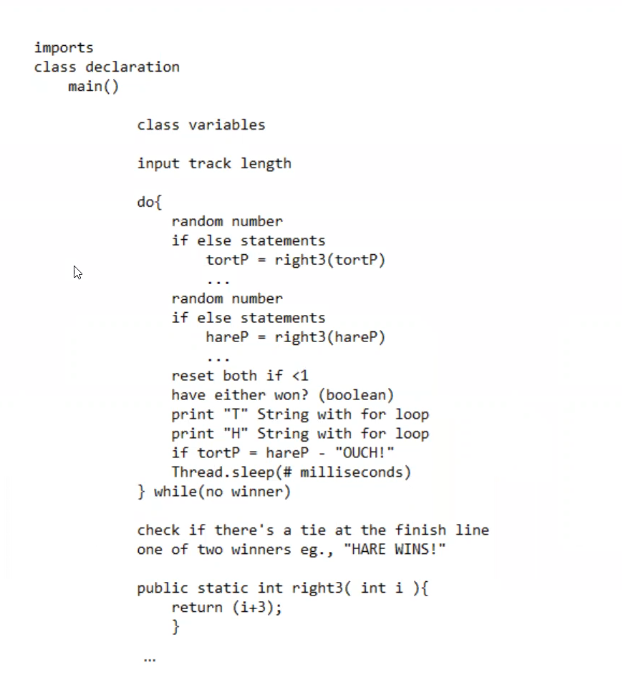 imports
class declaration
main()
class variables
input track length
do{
random number
if else statements
tortP = right3(tortP)
...
random number
if else statements
hareP = right3(hareP)
...
reset both if <1
have either won? (boolean)
print "T" String with for loop
print "H" String with for loop
if tortP = hareP - "OUCH!"
Thread.sleep(# milliseconds)
} while(no winner)
check if there's a tie at the finish line
one of two winners eg., "HARE WINS!"
public static int right3( int i ){
return (i+3);
}
...